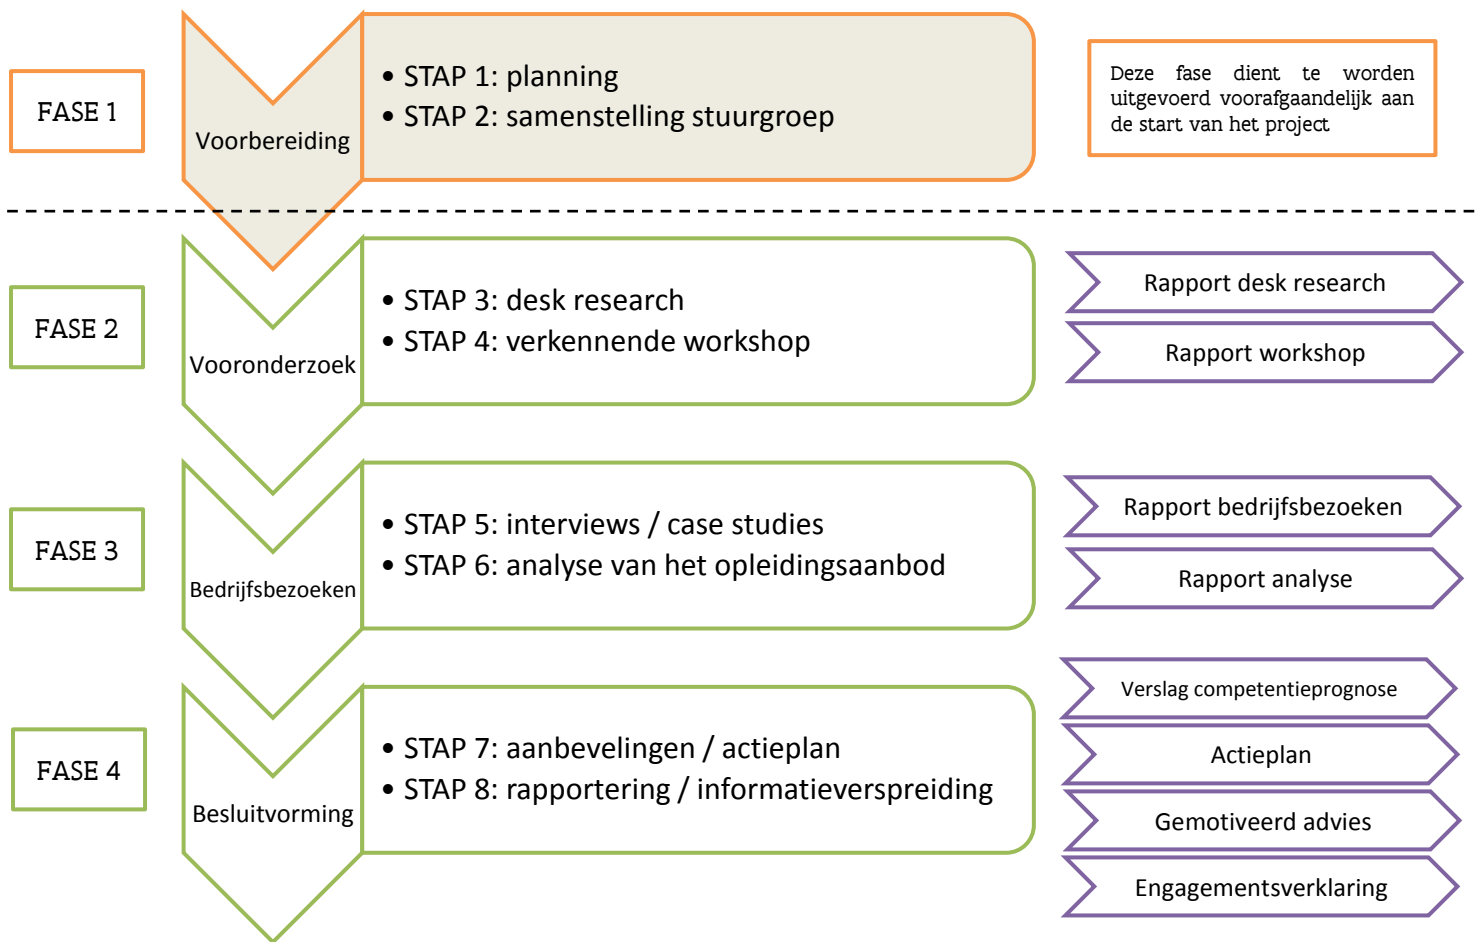 FASE 1
Voorbereiding
• STAP 1: planning
• STAP 2: samenstelling stuurgroep
Deze fase dient te worden
uitgevoerd voorafgaandelijk aan
de start van het project
FASE 2
Vooronderzoek
• STAP 3: desk research
• STAP 4: verkennende workshop
Rapport desk research
Rapport workshop
FASE 3
Bedrijfsbezoeken
• STAP 5: interviews / case studies
• STAP 6: analyse van het opleidingsaanbod
Rapport bedrijfsbezoeken
Rapport analyse
FASE 4
Besluitvorming
• STAP 7: aanbevelingen / actieplan
• STAP 8: rapportering / informatieverspreiding
Verslag competentieprognose
Actieplan
Gemotiveerd advies
Engagementsverklaring